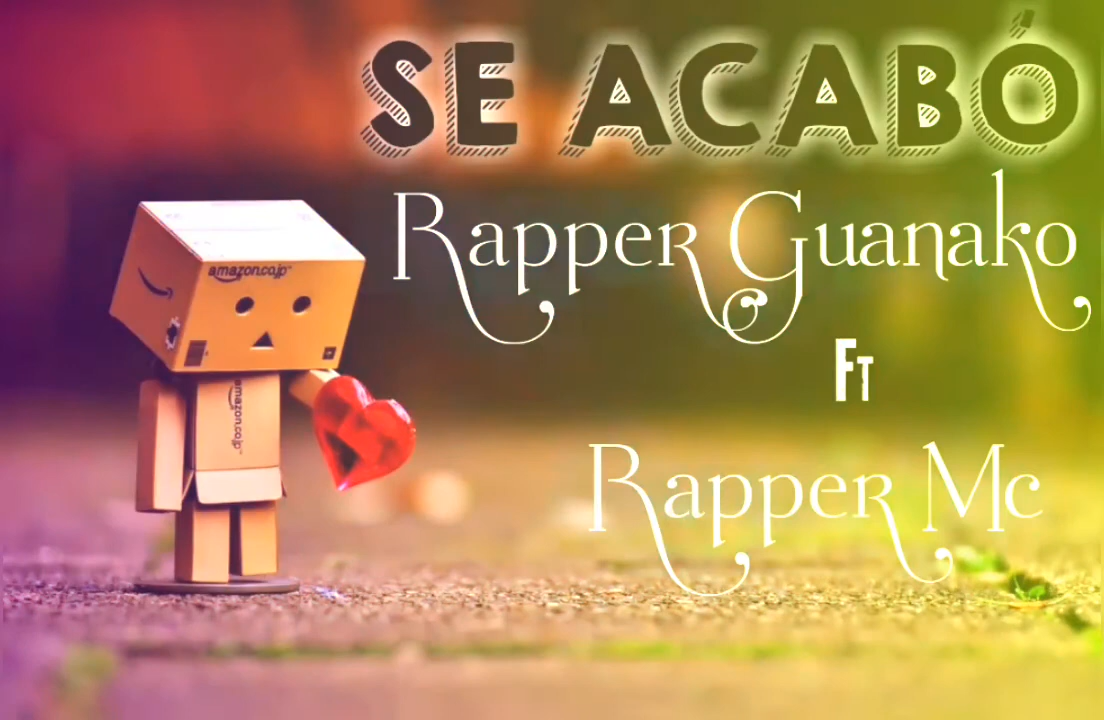 SE ACABÓ
Rapper Guanako
Ft
Rapper Mc
amazon.co.jp
amazon.co.jp